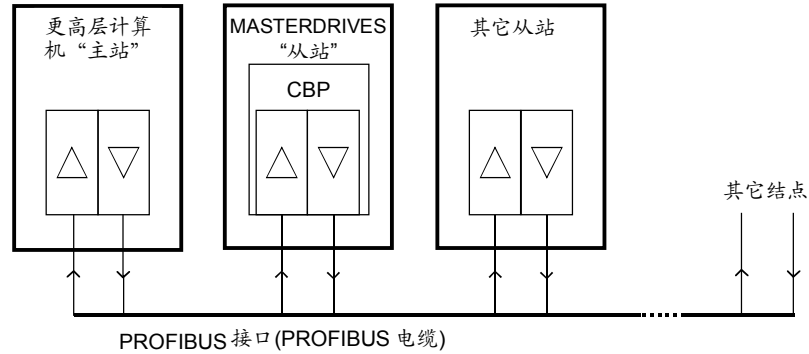 更高层计算
机“主站”
MASTERDRIVES
“从站”
CBP
其它从站
其它结点
PROFIBUS 接口(PROFIBUS 电缆)